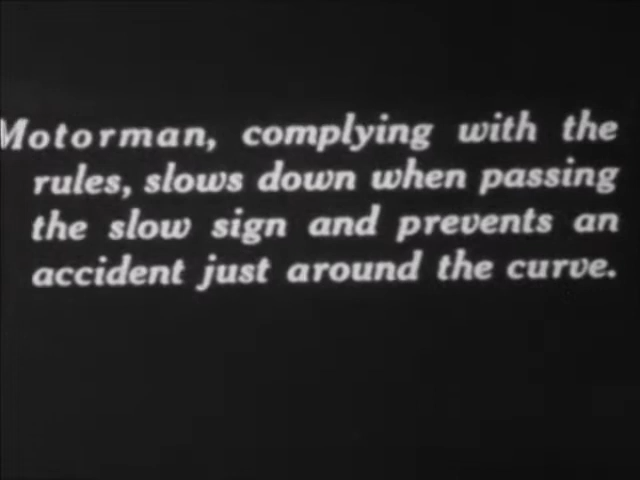 Motorman, complying with the
rules, slows down when passing
the slow sign and prevents an
accident just around the curve.